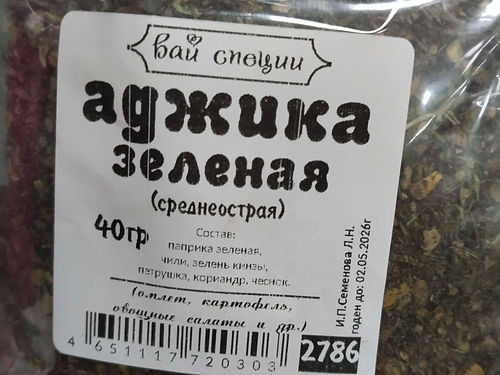 вай специи
аджика
зеленая
(среднеострая)
40гр
Состав:
паприка зеленая,
чили, зелень кинзы,
петрушка, кориандр, чеснок.
(омлет, картофель,
овощные салаты и др.)
4 651117 720303
2786
И.П.Семенова Л.Н.
годен до: 02.05.2026г